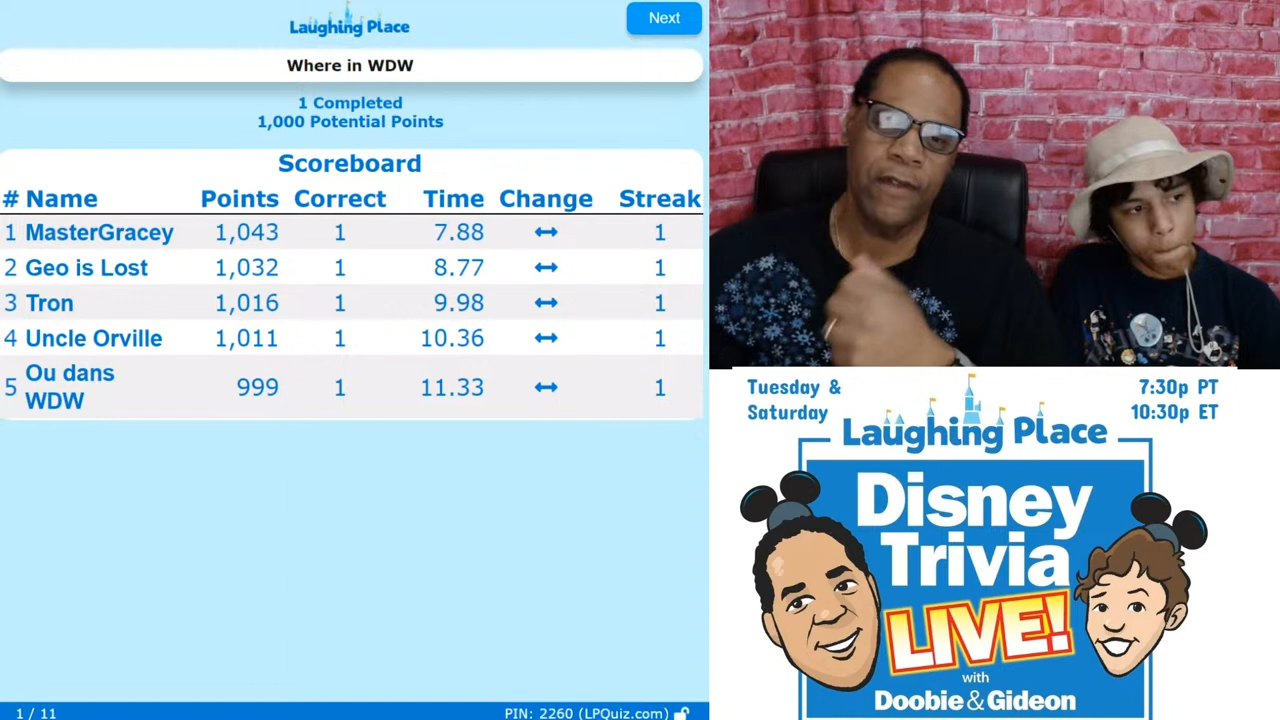 Laughing Place
Next
Where in WDW
1 Completed
1,000 Potential Points
Scoreboard
# Name Points Correct Time Change Streak
1 MasterGracey 1,043 1 7.88 1
2 Geo is Lost 1,032 1 8.77 1
3 Tron 1,016 1 9.98 1
4 Uncle Orville 1,011 1 10.36 1
5 Ou dans WDW 999 1 11.33 1
1 / 11
PIN: 2260 (LPQuiz.com)
Tuesday & 7:30p PT
Saturday 10:30p ET
Laughing Place
Disney
Trivia
LIVE!
with
Doobie & Gideon